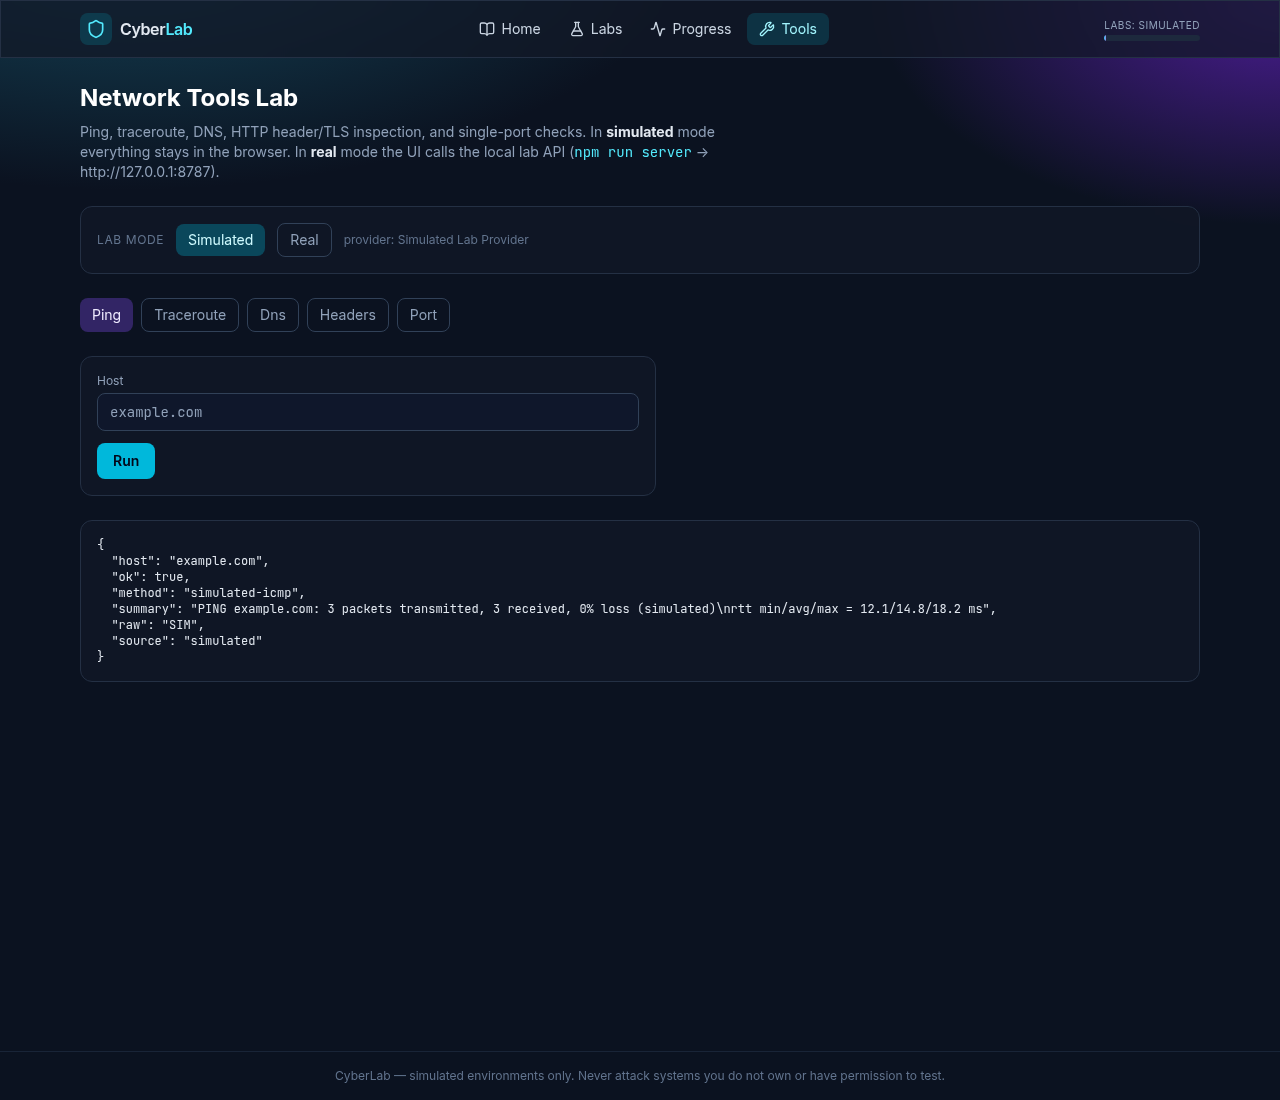 CyberLab
Home
Labs
Progress
Tools
LABS: SIMULATED
Network Tools Lab
Ping, traceroute, DNS, HTTP header/TLS inspection, and single-port checks. In simulated mode
everything stays in the browser. In real mode the UI calls the local lab API (npm run server →
http://127.0.0.1:8787).
LAB MODE
Simulated
Real
provider: Simulated Lab Provider
Ping
Traceroute
Dns
Headers
Port
Host
example.com
Run
{
  "host": "example.com",
  "ok": true,
  "method": "simulated-icmp",
  "summary": "PING example.com: 3 packets transmitted, 3 received, 0% loss (simulated)\nrtt min/avg/max = 12.1/14.8/18.2 ms",
  "raw": "SIM",
  "source": "simulated"
}
CyberLab — simulated environments only. Never attack systems you do not own or have permission to test.